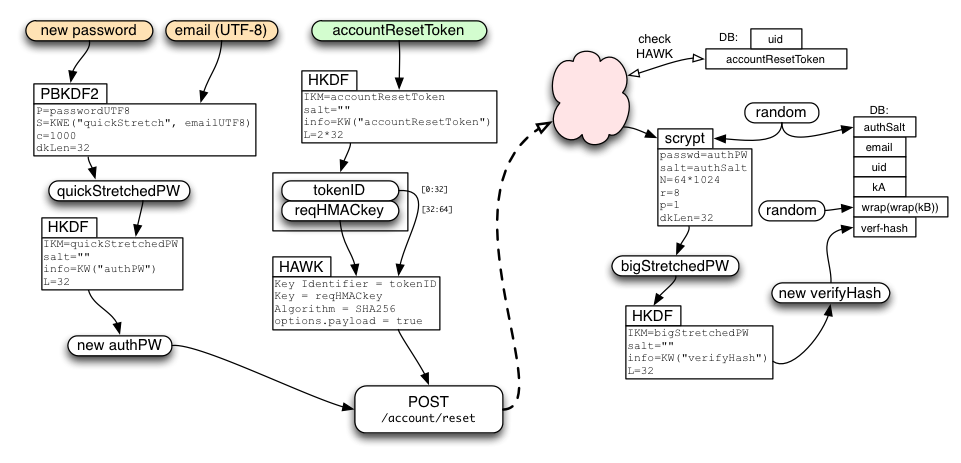 new password
email (UTF-8)
PBKDF2
P=passwordUTF8
S=KWE("quickStretch", emailUTF8)
c=1000
dkLen=32
quickStretchedPW
HKDF
IKM=quickStretchedPW
salt=""
info=KW("authPW")
L=32
new authPW
accountResetToken
HKDF
IKM=accountResetToken
salt=""
info=KW("accountResetToken")
L=2*32
tokenID
[0:32]
reqHMACkey
[32:64]
HAWK
Key Identifier = tokenID
Key = reqHMACkey
Algorithm = SHA256
options.payload = true
POST
/account/reset
check
HAWK
DB:
uid
accountResetToken
random
scrypt
passwd=authPW
salt=authSalt
N=64*1024
r=8
p=1
dkLen=32
bigStretchedPW
HKDF
IKM=bigStretchedPW
salt=""
info=KW("verifyHash")
L=32
DB:
authSalt
email
uid
kA
random
wrap(wrap(kB))
verf-hash
new verifyHash